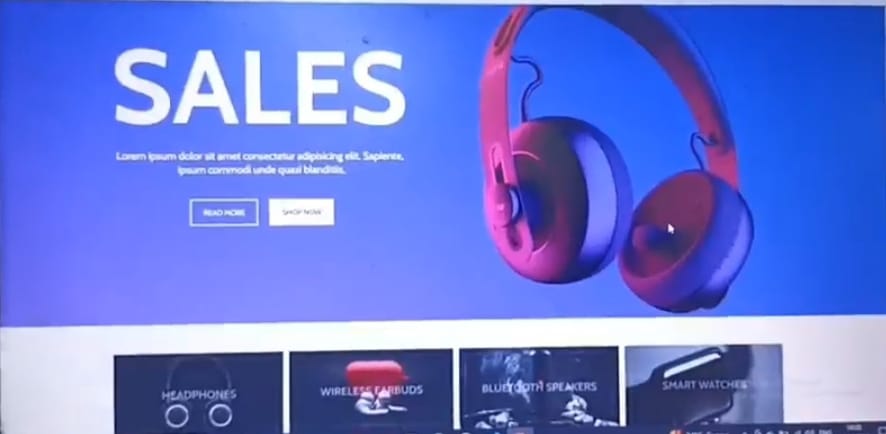 SALES
Lorem ipsum dolor sit amet consectetur adipisicing elit. Sapiente,
ipsum commodi unde quasi blanditiis.
READ MORE
SHOP NOW
HEADPHONES
WIRELESS EARBUDS
BLUETOOTH SPEAKERS
SMART WATCHES
ENG